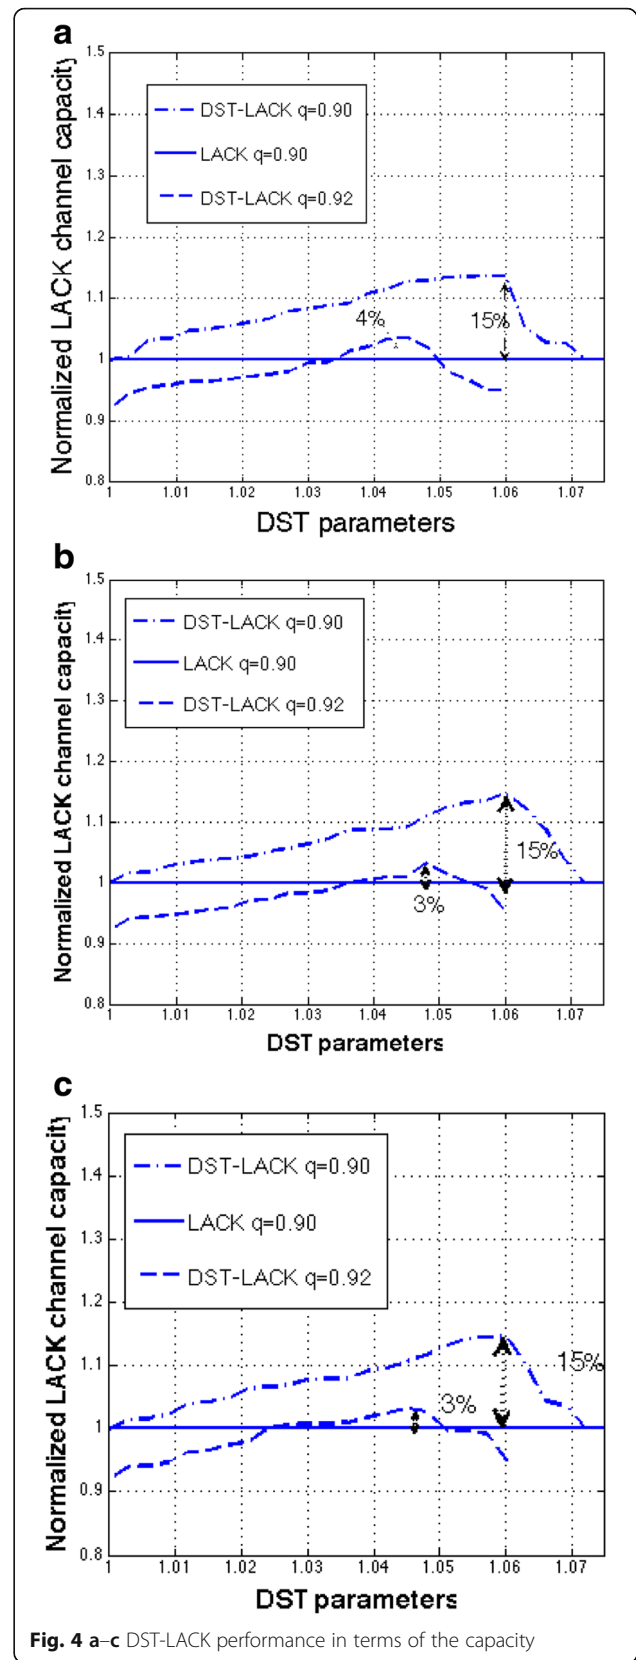 a
Normalized LACK channel capacity
1.5
1.4
1.3
1.2
1.1
1
0.9
0.8
DST-LACK q=0.90
LACK q=0.90
DST-LACK q=0.92
4%
15%
1 1.01 1.02 1.03 1.04 1.05 1.06 1.07
DST parameters
b
Normalized LACK channel capacity
1.5
1.4
1.3
1.2
1.1
1
0.9
0.8
DST-LACK q=0.90
LACK q=0.90
DST-LACK q=0.92
15%
3%
1 1.01 1.02 1.03 1.04 1.05 1.06 1.07
DST parameters
c
Normalized LACK channel capacity
1.5
1.4
1.3
1.2
1.1
1
0.9
0.8
DST-LACK q=0.90
LACK q=0.90
DST-LACK q=0.92
15%
3%
1 1.01 1.02 1.03 1.04 1.05 1.06 1.07
DST parameters
Fig. 4 a–c DST-LACK performance in terms of the capacity